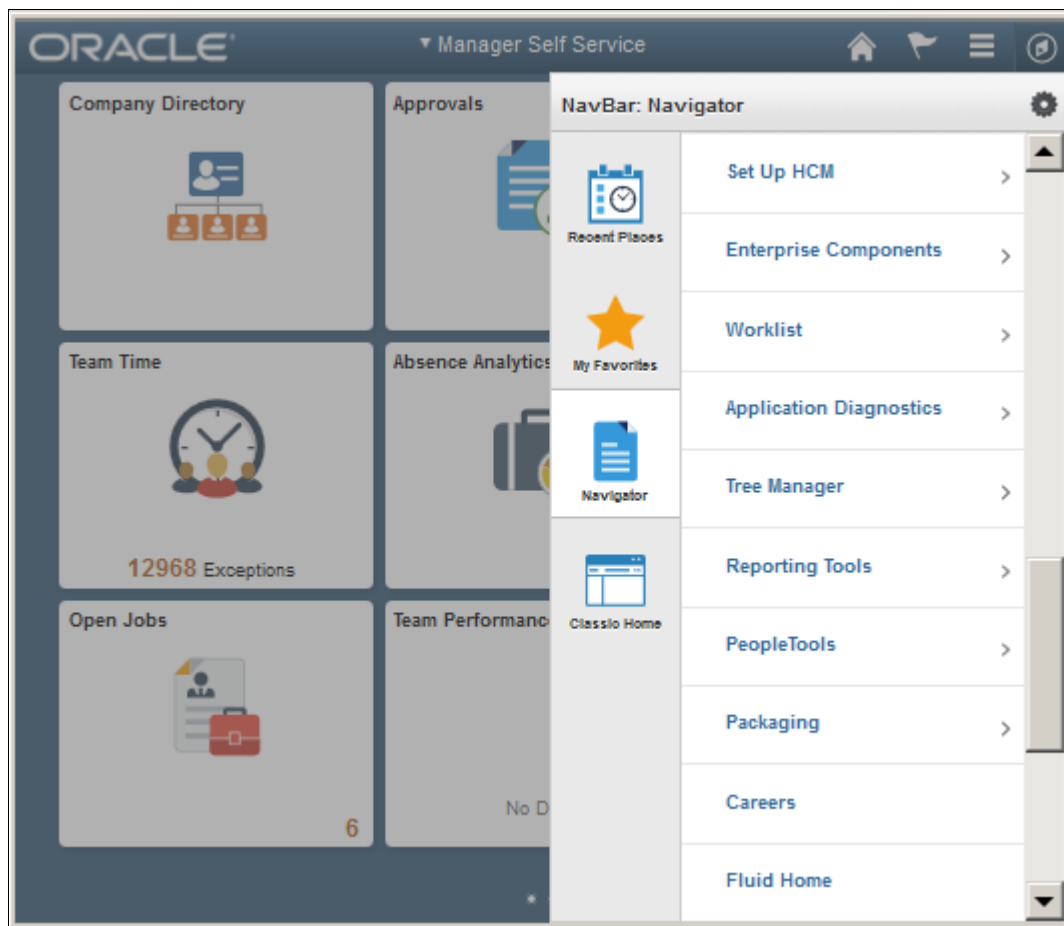 ORACLE
Manager Self Service
Company Directory
Approvals
Team Time
12968 Exceptions
Absence Analytics
Open Jobs
6
Team Performanc
No D
NavBar: Navigator
Recent Places
My Favorites
Navigator
Classic Home
Set Up HCM
Enterprise Components
Worklist
Application Diagnostics
Tree Manager
Reporting Tools
PeopleTools
Packaging
Careers
Fluid Home